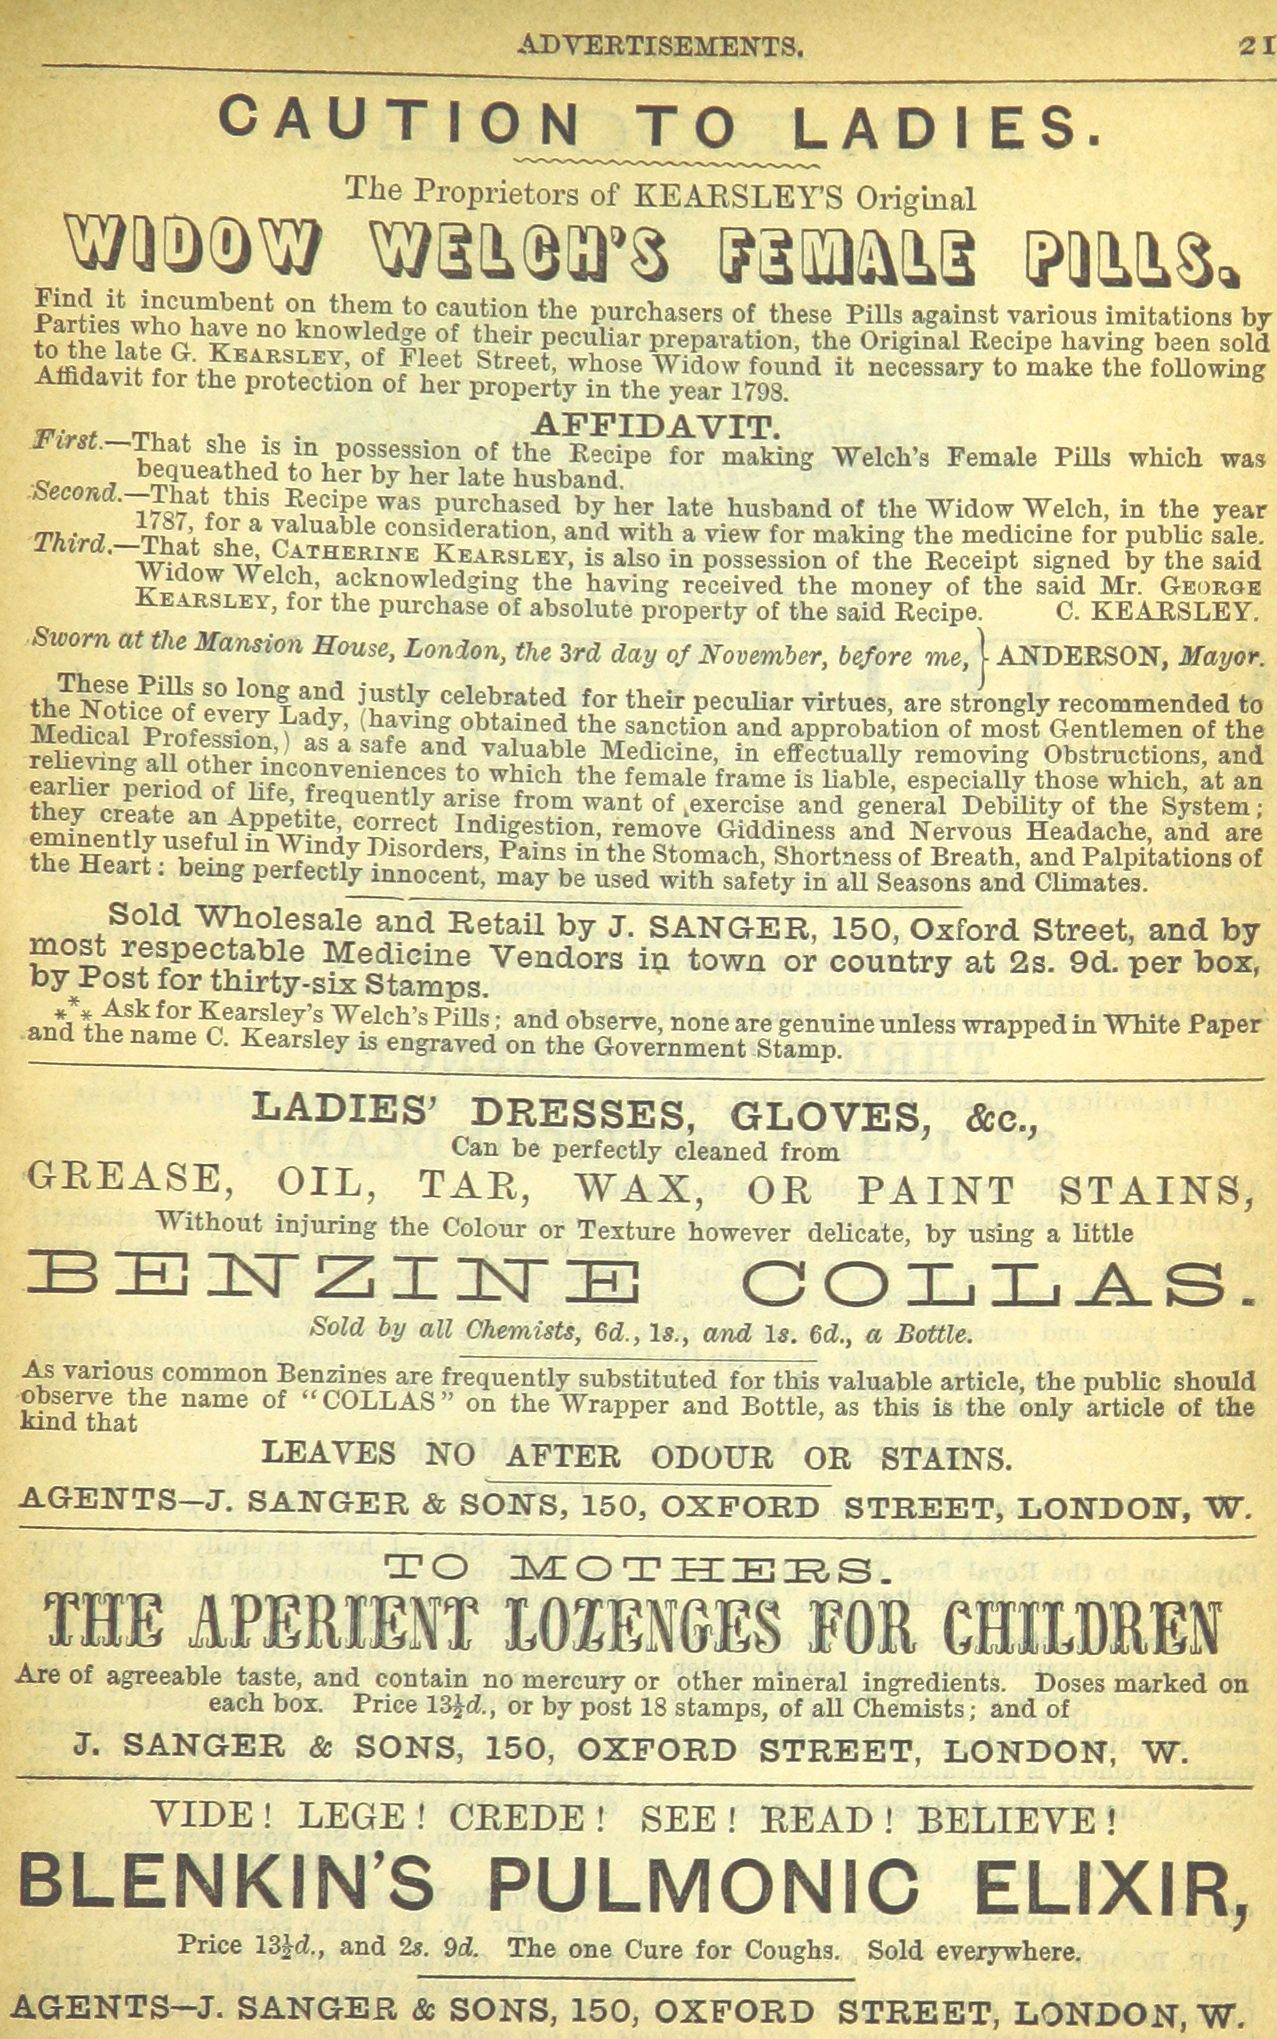 ADVERTISEMENTS. 21
CAUTION TO LADIES.
The Proprietors of KEARSLEY'S Original
WIDOW WELCH'S FEMALE PILLS.
Find it incumbent on them to caution the purchasers of these Pills against various imitations by
Parties who have no knowledge of their peculiar preparation, the Original Recipe having been sold
to the late G. KEARSLEY, of Fleet Street, whose Widow found it necessary to make the following
Affidavit for the protection of her property in the year 1798.
AFFIDAVIT.
First.—That she is in possession of the Recipe for making Welch's Female Pills which was
bequeathed to her by her late husband.
Second.—That this Recipe was purchased by her late husband of the Widow Welch, in the year
1787, for a valuable consideration, and with a view for making the medicine for public sale.
Third.—That she, CATHERINE KEARSLEY, is also in possession of the Receipt signed by the said
Widow Welch, acknowledging the having received the money of the said Mr. GEORGE
KEARSLEY, for the purchase of absolute property of the said Recipe. C. KEARSLEY.
Sworn at the Mansion House, London, the 3rd day of November, before me, } ANDERSON, Mayor.
These Pills so long and justly celebrated for their peculiar virtues, are strongly recommended to
the Notice of every Lady, (having obtained the sanction and approbation of most Gentlemen of the
Medical Profession,) as a safe and valuable Medicine, in effectually removing Obstructions, and
relieving all other inconveniences to which the female frame is liable, especially those which, at an
earlier period of life, frequently arise from want of exercise and general Debility of the System;
they create an Appetite, correct Indigestion, remove Giddiness and Nervous Headache, and are
eminently useful in Windy Disorders, Pains in the Stomach, Shortness of Breath, and Palpitations of
the Heart: being perfectly innocent, may be used with safety in all Seasons and Climates.
Sold Wholesale and Retail by J. SANGER, 150, Oxford Street, and by
most respectable Medicine Vendors in town or country at 2s. 9d. per box,
by Post for thirty-six Stamps.
*** Ask for Kearsley's Welch's Pills; and observe, none are genuine unless wrapped in White Paper
and the name C. Kearsley is engraved on the Government Stamp.
LADIES' DRESSES, GLOVES, &c.,
Can be perfectly cleaned from
GREASE, OIL, TAR, WAX, OR PAINT STAINS,
Without injuring the Colour or Texture however delicate, by using a little
BENZINE COLLAS.
Sold by all Chemists, 6d., 1s., and 1s. 6d., a Bottle.
As various common Benzines are frequently substituted for this valuable article, the public should
observe the name of "COLLAS" on the Wrapper and Bottle, as this is the only article of the
kind that
LEAVES NO AFTER ODOUR OR STAINS.
AGENTS—J. SANGER & SONS, 150, OXFORD STREET, LONDON, W.
TO MOTHERS.
THE APERIENT LOZENGES FOR CHILDREN
Are of agreeable taste, and contain no mercury or other mineral ingredients. Doses marked on
each box. Price 13½d., or by post 18 stamps, of all Chemists; and of
J. SANGER & SONS, 150, OXFORD STREET, LONDON, W.
VIDE! LEGE! CREDE! SEE! READ! BELIEVE!
BLENKIN'S PULMONIC ELIXIR,
Price 13½d., and 2s. 9d. The one Cure for Coughs. Sold everywhere.
AGENTS—J. SANGER & SONS, 150, OXFORD STREET, LONDON, W.